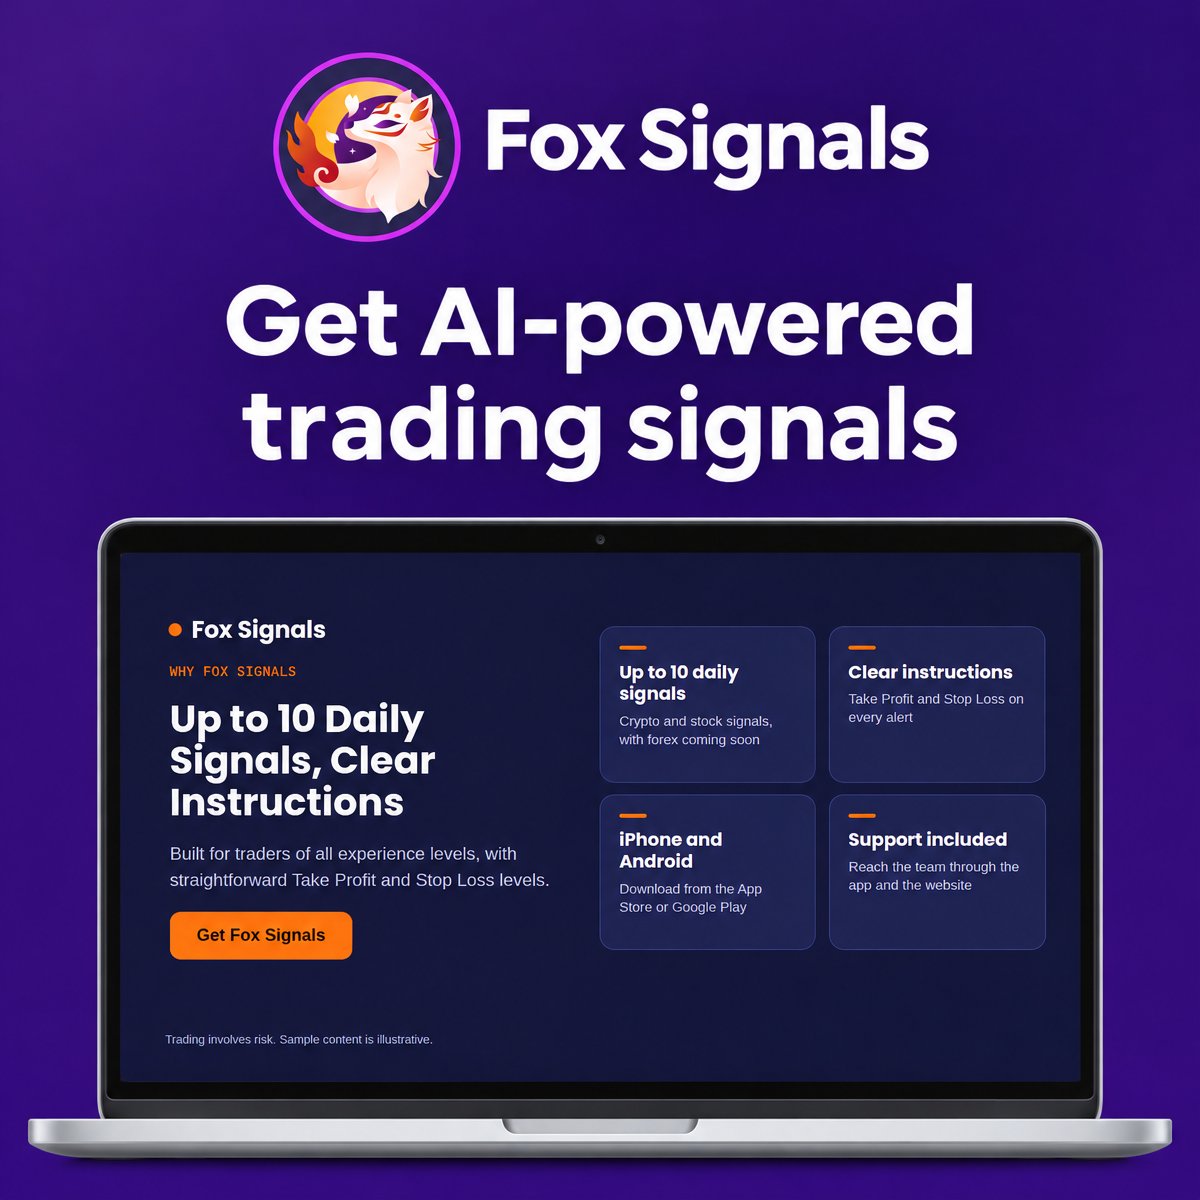 Fox Signals
Get AI-powered
trading signals
Fox Signals
WHY FOX SIGNALS
Up to 10 Daily
Signals, Clear
Instructions
Built for traders of all experience levels, with
straightforward Take Profit and Stop Loss levels.
Get Fox Signals
Up to 10 daily
signals
Crypto and stock signals,
with forex coming soon
Clear instructions
Take Profit and Stop Loss on
every alert
iPhone and
Android
Download from the App
Store or Google Play
Support included
Reach the team through the
app and the website
Trading involves risk. Sample content is illustrative.